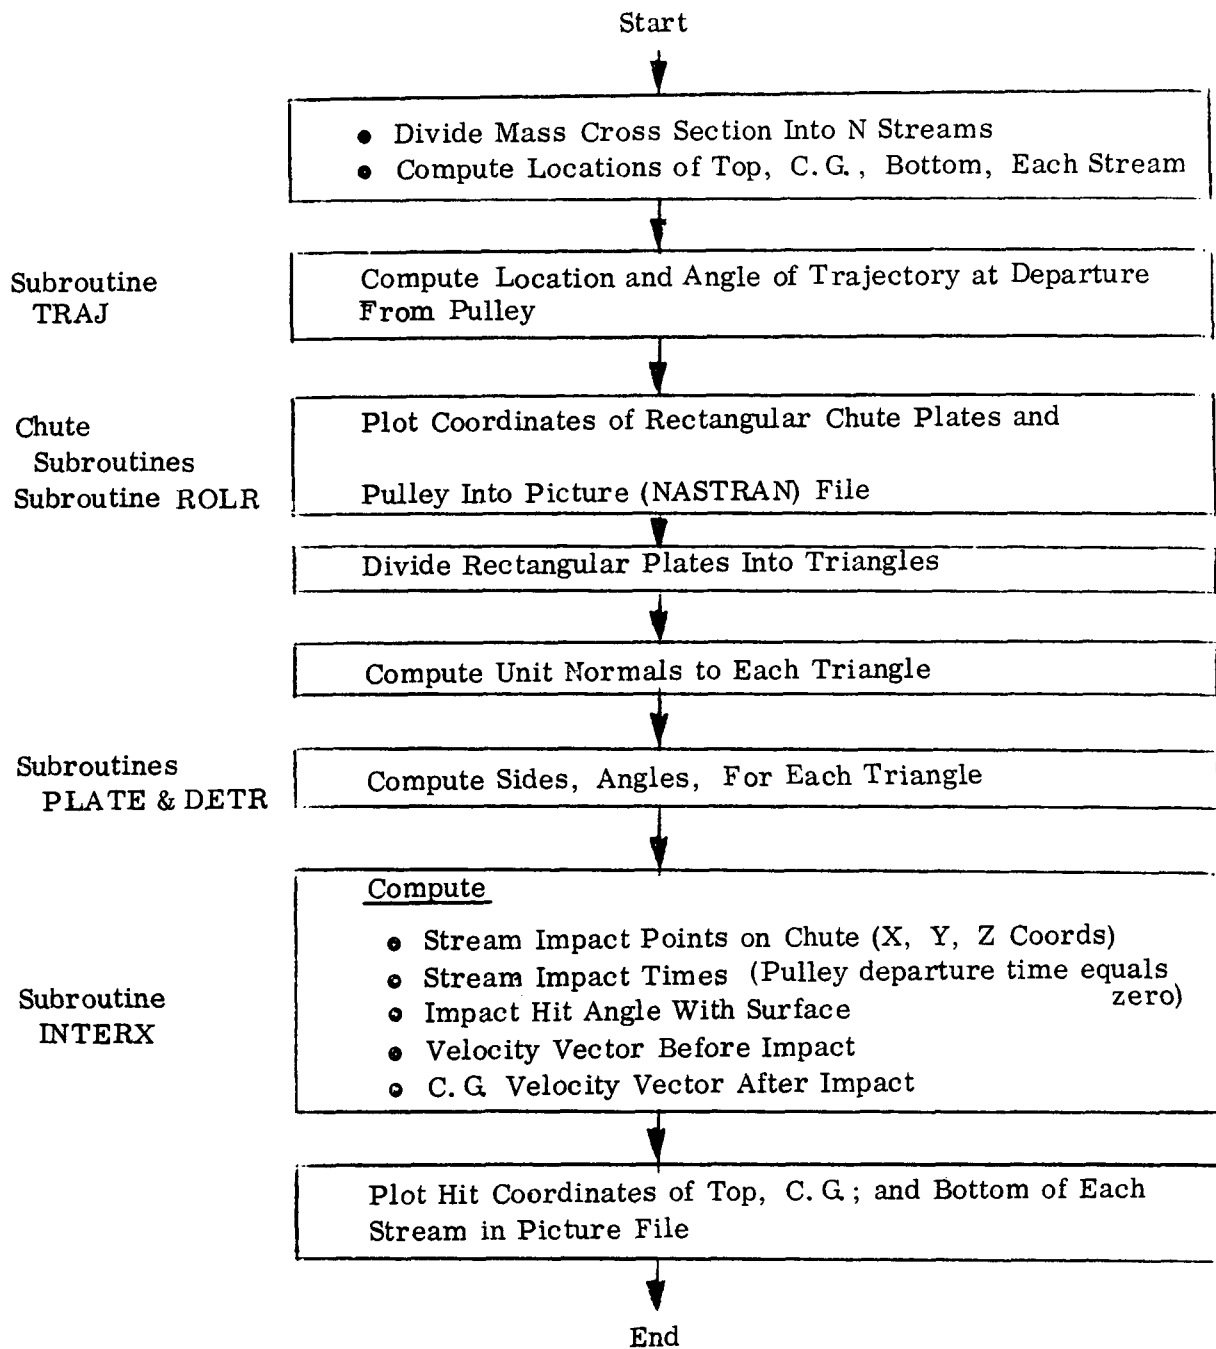 Start
• Divide Mass Cross Section Into N Streams
• Compute Locations of Top, C.G., Bottom, Each Stream
Subroutine
TRAJ
Compute Location and Angle of Trajectory at Departure
From Pulley
Chute
Subroutines
Subroutine ROLR
Plot Coordinates of Rectangular Chute Plates and
Pulley Into Picture (NASTRAN) File
Divide Rectangular Plates Into Triangles
Compute Unit Normals to Each Triangle
Subroutines
PLATE & DETR
Compute Sides, Angles, For Each Triangle
Subroutine
INTERX
Compute
• Stream Impact Points on Chute (X, Y, Z Coords)
• Stream Impact Times (Pulley departure time equals
zero)
• Impact Hit Angle With Surface
• Velocity Vector Before Impact
• C.G. Velocity Vector After Impact
Plot Hit Coordinates of Top, C.G.; and Bottom of Each
Stream in Picture File
End